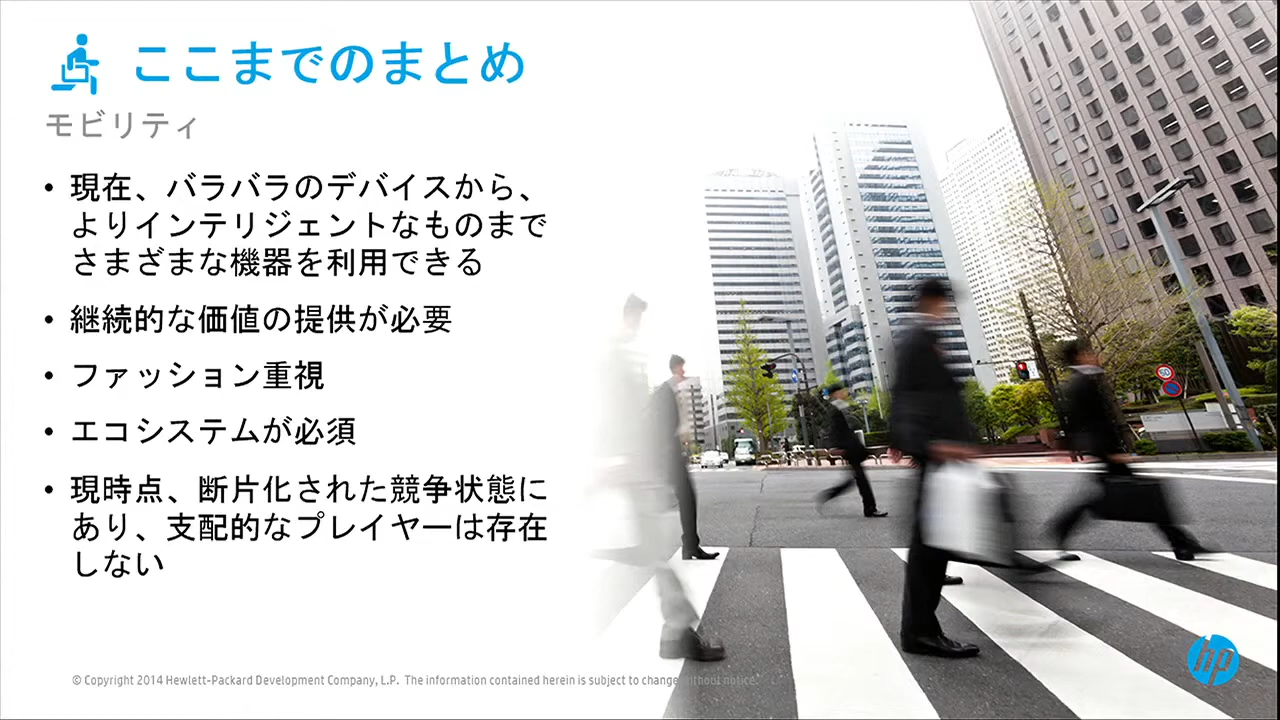 ここまでのまとめ
モビリティ
• 現在、バラバラのデバイスから、
よりインテリジェントなものまで
さまざまな機器を利用できる
• 継続的な価値の提供が必要
• ファッション重視
• エコシステムが必須
• 現時点、断片化された競争状態に
あり、支配的なプレイヤーは存在
しない
© Copyright 2014 Hewlett-Packard Development Company, L.P. The information contained herein is subject to change without notice.
hp